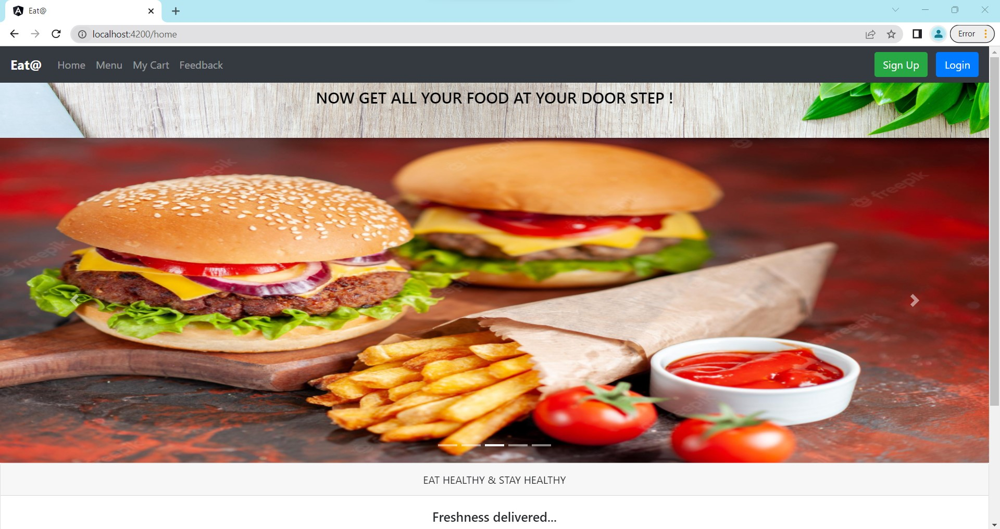 Eat@
localhost:4200/home
Error
Eat@ Home Menu My Cart Feedback Sign Up Login
NOW GET ALL YOUR FOOD AT YOUR DOOR STEP !
freepik
freepik
freepik
freepik
freepik
EAT HEALTHY & STAY HEALTHY
Freshness delivered...